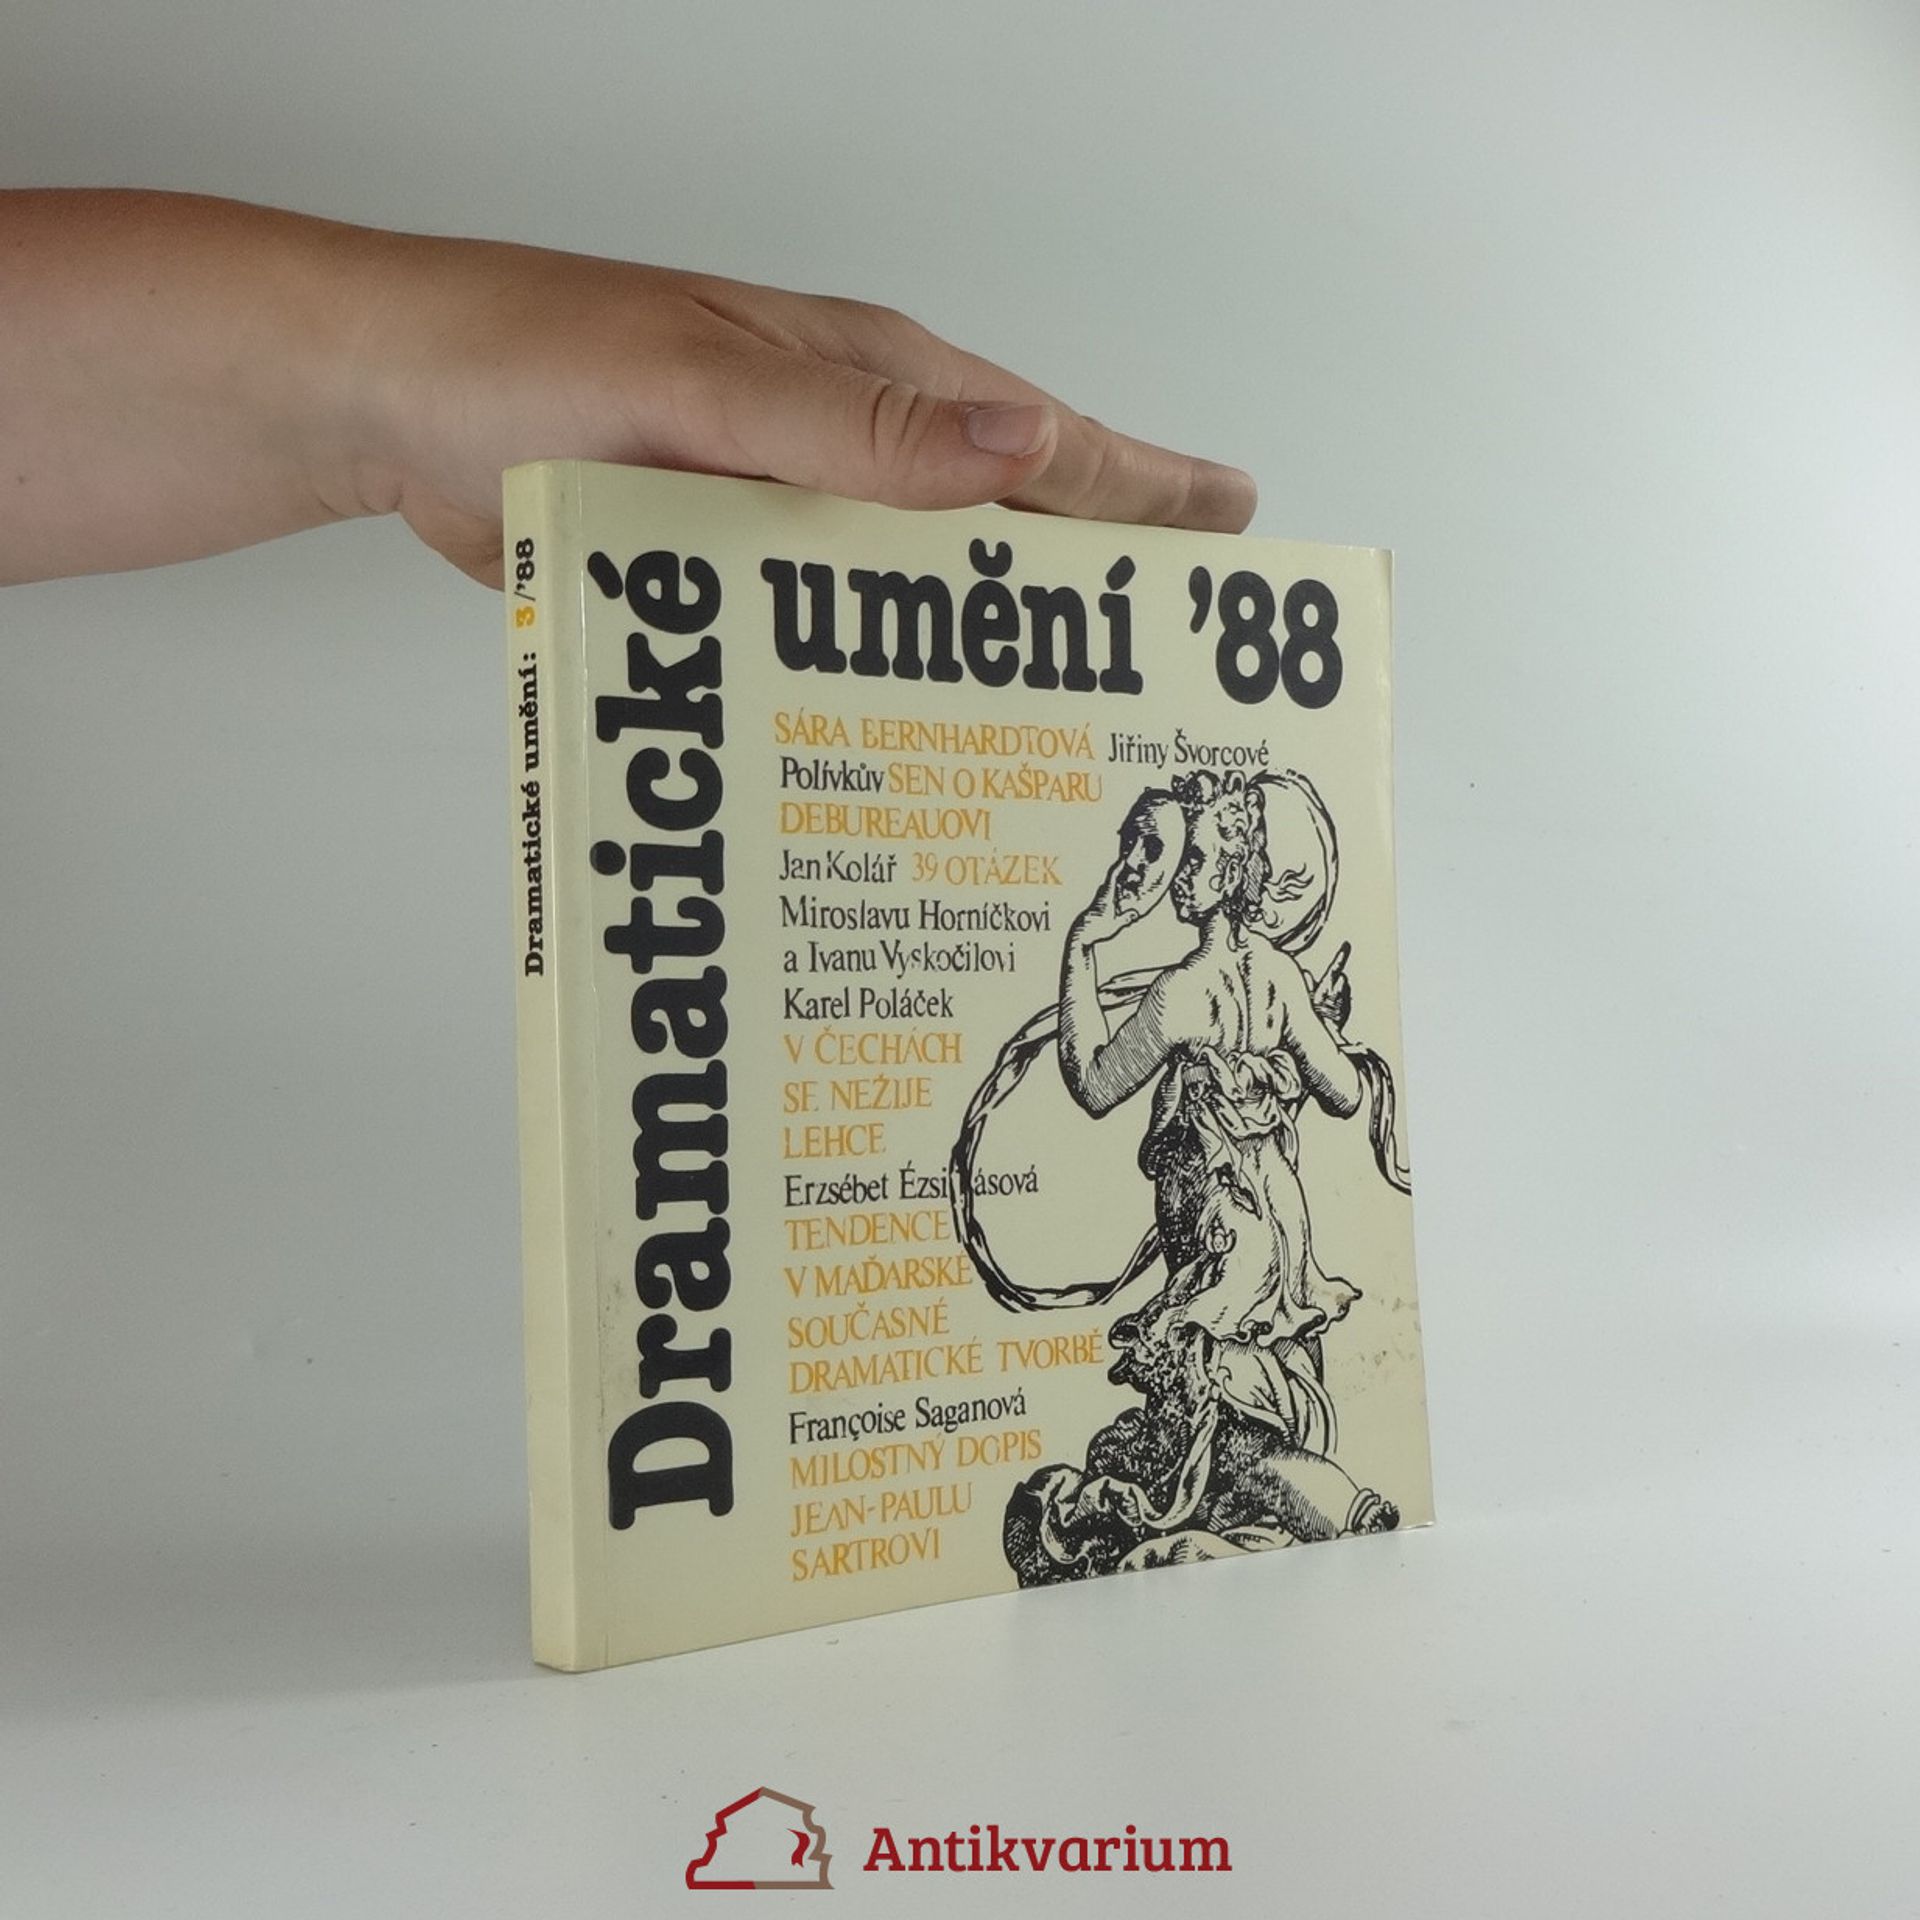 Dramatické umění: 3/'88
Dramatické
umění '88
SÁRA BERNHARDTOVÁ Jiřiny Švorcové
Polívkův SEN O KAŠPARU
DEBUREAUOVI
Jan Kolář 39 OTÁZEK
Miroslavu Horníčkovi
a Ivanu Vyskočilovi
Karel Poláček
V ČECHÁCH
SE NEŽIJE
LEHCE
Erzsébet
TENDENCE
V MAĎARSKÉ
SOUČASNÉ
DRAMATICKÉ TVORBĚ
Françoise Saganová
MILOSTNÝ DOPIS
JEAN-PAULU
SARTROVI
Antikvarium